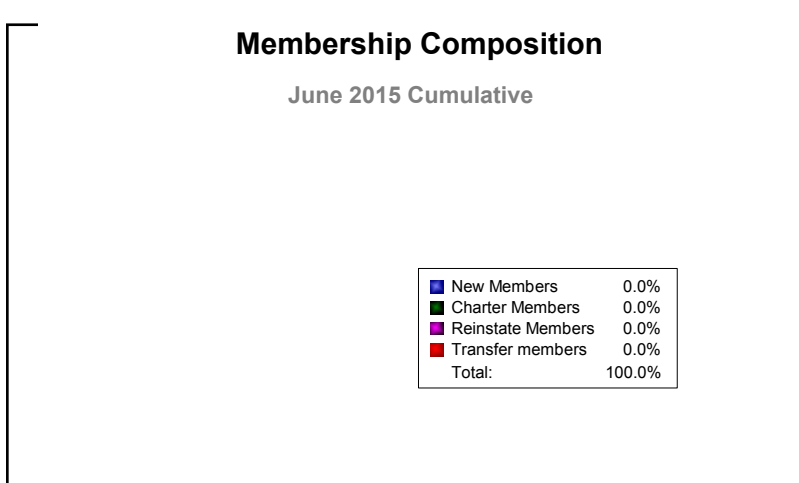 Membership Composition
June 2015 Cumulative
New Members 0.0%
Charter Members 0.0%
Reinstate Members 0.0%
Transfer members 0.0%
Total: 100.0%